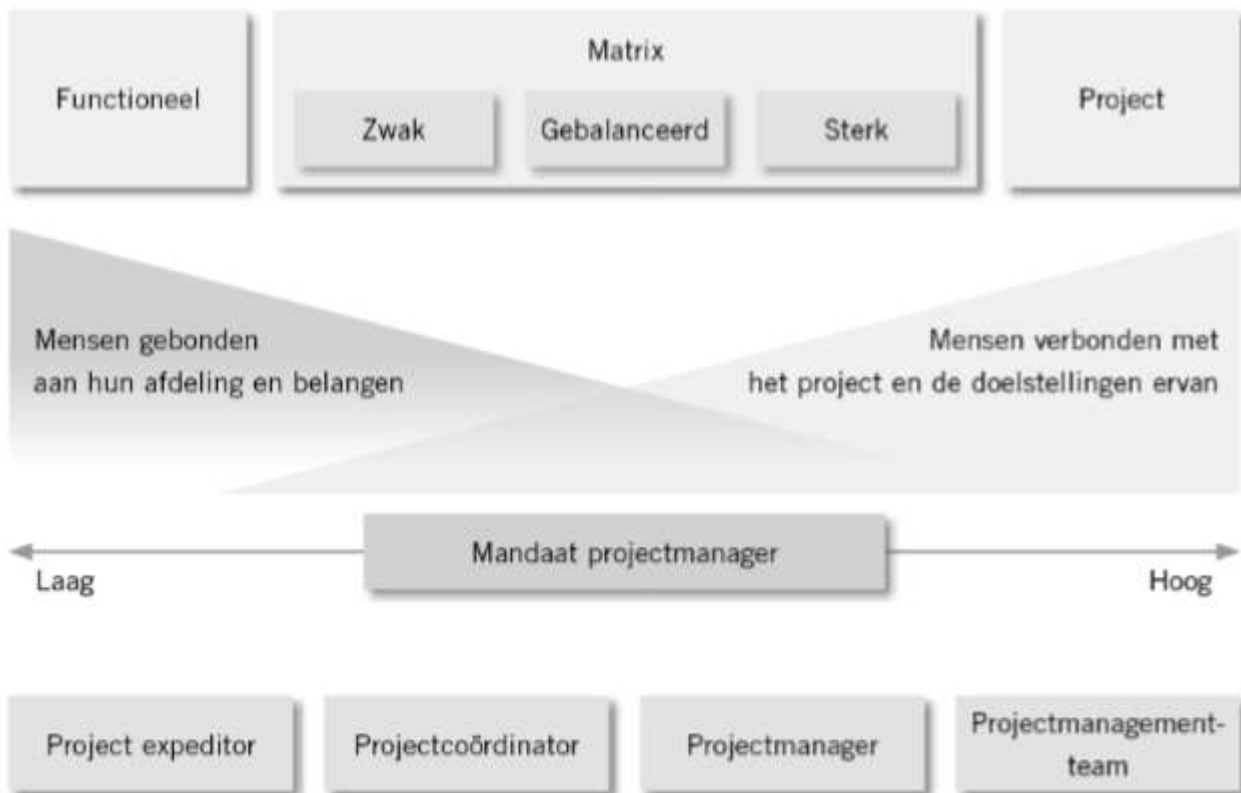 Functioneel
Matrix
Zwak
Gebalanceerd
Sterk
Project
Mensen gebonden
aan hun afdeling en belangen
Mensen verbonden met
het project en de doelstellingen ervan
Mandaat projectmanager
Laag
Hoog
Project expeditor
Projectcoördinator
Projectmanager
Projectmanagement-
team